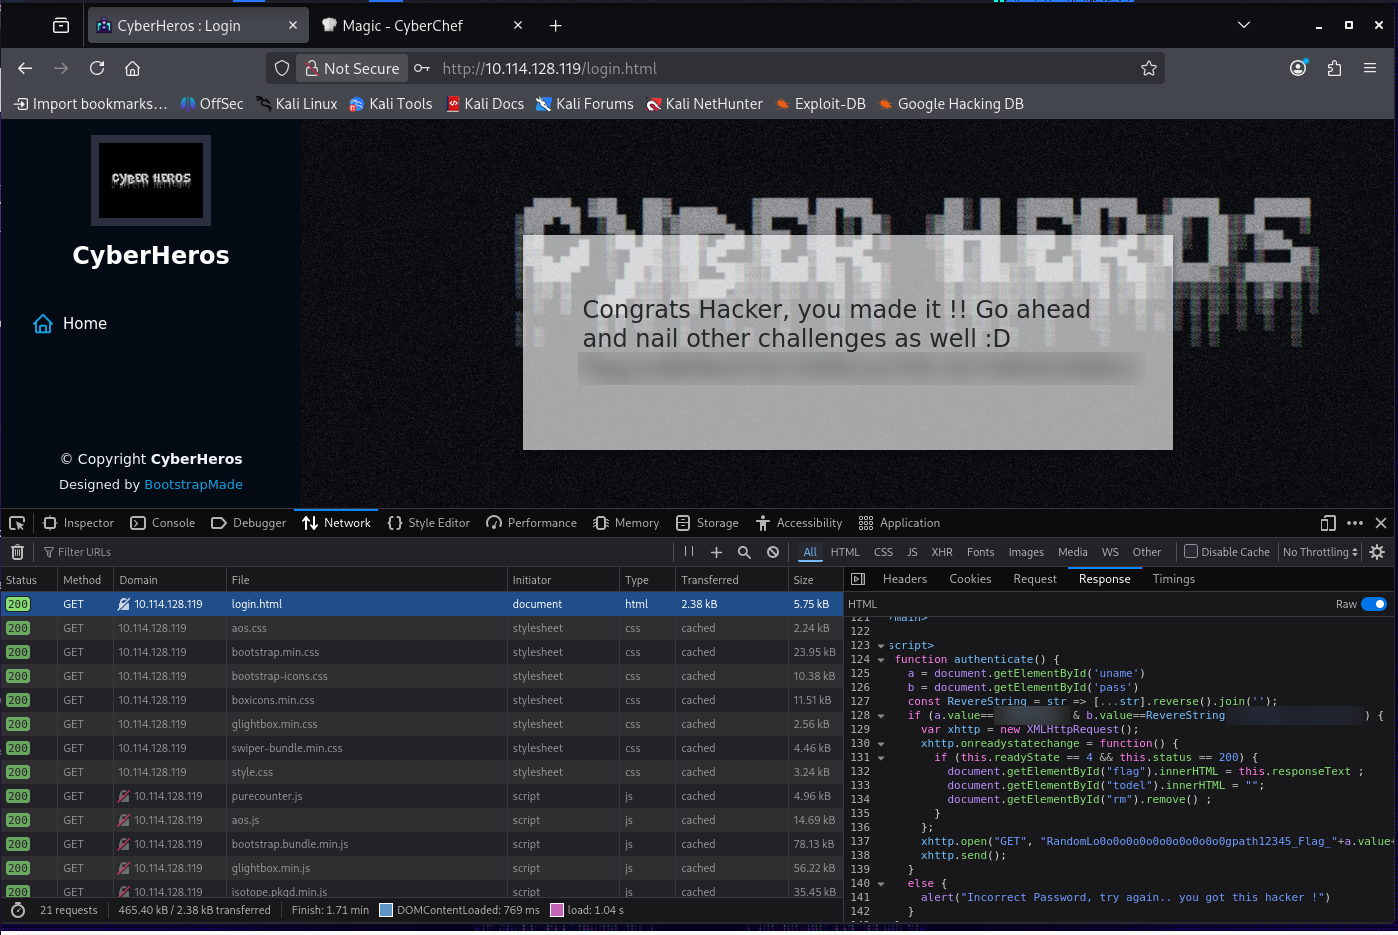 CyberHeros : Login
Magic - CyberChef
Not Secure
http://10.114.128.119/login.html
Import bookmarks…
OffSec
Kali Linux
Kali Tools
Kali Docs
Kali Forums
Kali NetHunter
Exploit-DB
Google Hacking DB
CYBER HEROS
CyberHeros
Home
© Copyright CyberHeros
Designed by BootstrapMade
CYBER HEROS
Congrats Hacker, you made it !! Go ahead
and nail other challenges as well :D
Inspector Console Debugger Network Style Editor Performance Memory Storage Accessibility Application
Filter URLs
All HTML CSS JS XHR Fonts Images Media WS Other Disable Cache No Throttling
Status Method Domain File Initiator Type Transferred Size
200 GET 10.114.128.119 login.html document html 2.38 kB 5.75 kB
200 GET 10.114.128.119 aos.css stylesheet css cached 2.24 kB
200 GET 10.114.128.119 bootstrap.min.css stylesheet css cached 23.95 kB
200 GET 10.114.128.119 bootstrap-icons.css stylesheet css cached 10.38 kB
200 GET 10.114.128.119 boxicons.min.css stylesheet css cached 11.51 kB
200 GET 10.114.128.119 glightbox.min.css stylesheet css cached 2.56 kB
200 GET 10.114.128.119 swiper-bundle.min.css stylesheet css cached 4.46 kB
200 GET 10.114.128.119 style.css stylesheet css cached 3.24 kB
200 GET 10.114.128.119 purecounter.js script js cached 4.96 kB
200 GET 10.114.128.119 aos.js script js cached 14.69 kB
200 GET 10.114.128.119 bootstrap.bundle.min.js script js cached 78.13 kB
200 GET 10.114.128.119 glightbox.min.js script js cached 56.22 kB
200 GET 10.114.128.119 isotope.pkgd.min.js script js cached 35.45 kB
21 requests 465.40 kB / 2.38 kB transferred Finish: 1.71 min DOMContentLoaded: 769 ms load: 1.04 s
Headers Cookies Request Response Timings
HTML Raw
121 /main>
122
123 script>
124 function authenticate() {
125 a = document.getElementById('uname')
126 b = document.getElementById('pass')
127 const RevereString = str => [...str].reverse().join('');
128 if (a.value== & b.value==RevereString ) {
129 var xhttp = new XMLHttpRequest();
130 xhttp.onreadystatechange = function() {
131 if (this.readyState == 4 && this.status == 200) {
132 document.getElementById("flag").innerHTML = this.responseText ;
133 document.getElementById("todel").innerHTML = "";
134 document.getElementById("rm").remove() ;
135 }
136 };
137 xhttp.open("GET", "RandomLo0o0o0o0o0o0o0o0o0o0gpath12345_Flag_"+a.value+
138 xhttp.send();
139 }
140 else {
141 alert("Incorrect Password, try again.. you got this hacker !")
142 }